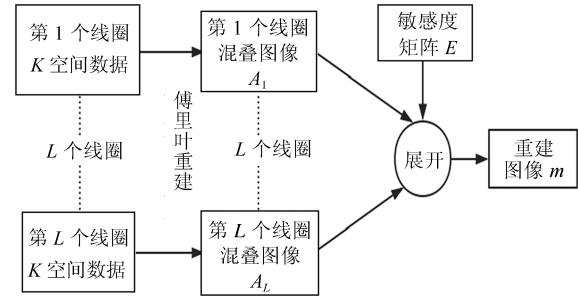 第 1 个线圈
K 空间数据
第 1 个线圈
混叠图像
A₁
敏感度
矩阵 E
L 个线圈
傅里叶重建
L 个线圈
展开
重建
图像 m
第 L 个线圈
K 空间数据
第 L 个线圈
混叠图像
A_L